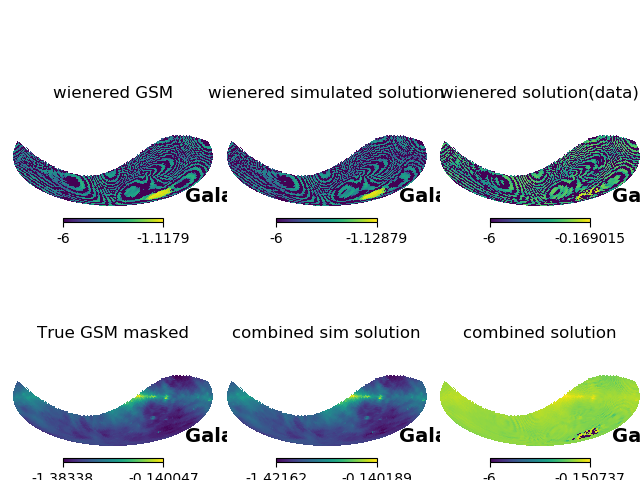 wienered GSM
wienered simulated solution
wienered solution(data)
Gala
Gala
Ga
-6
-1.1179
-6
-1.12879
-6
-0.169015
True GSM masked
combined sim solution
combined solution
Gala
Gala
Ga
-1.38338
-0.140047
-1.42162
-0.140189
-6
-0.150737